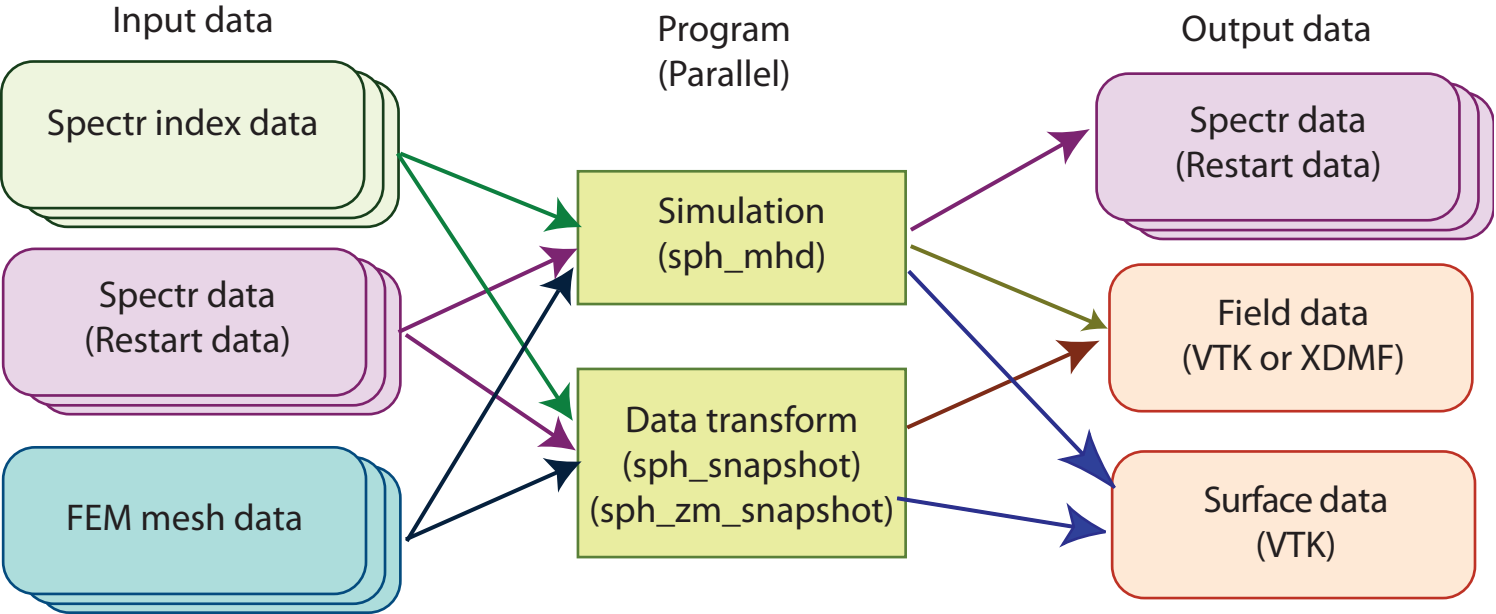 Input data
Program
(Parallel)
Output data
Spectr index data
Spectr data
(Restart data)
FEM mesh data
Simulation
(sph_mhd)
Data transform
(sph_snapshot)
(sph_zm_snapshot)
Spectr data
(Restart data)
Field data
(VTK or XDMF)
Surface data
(VTK)